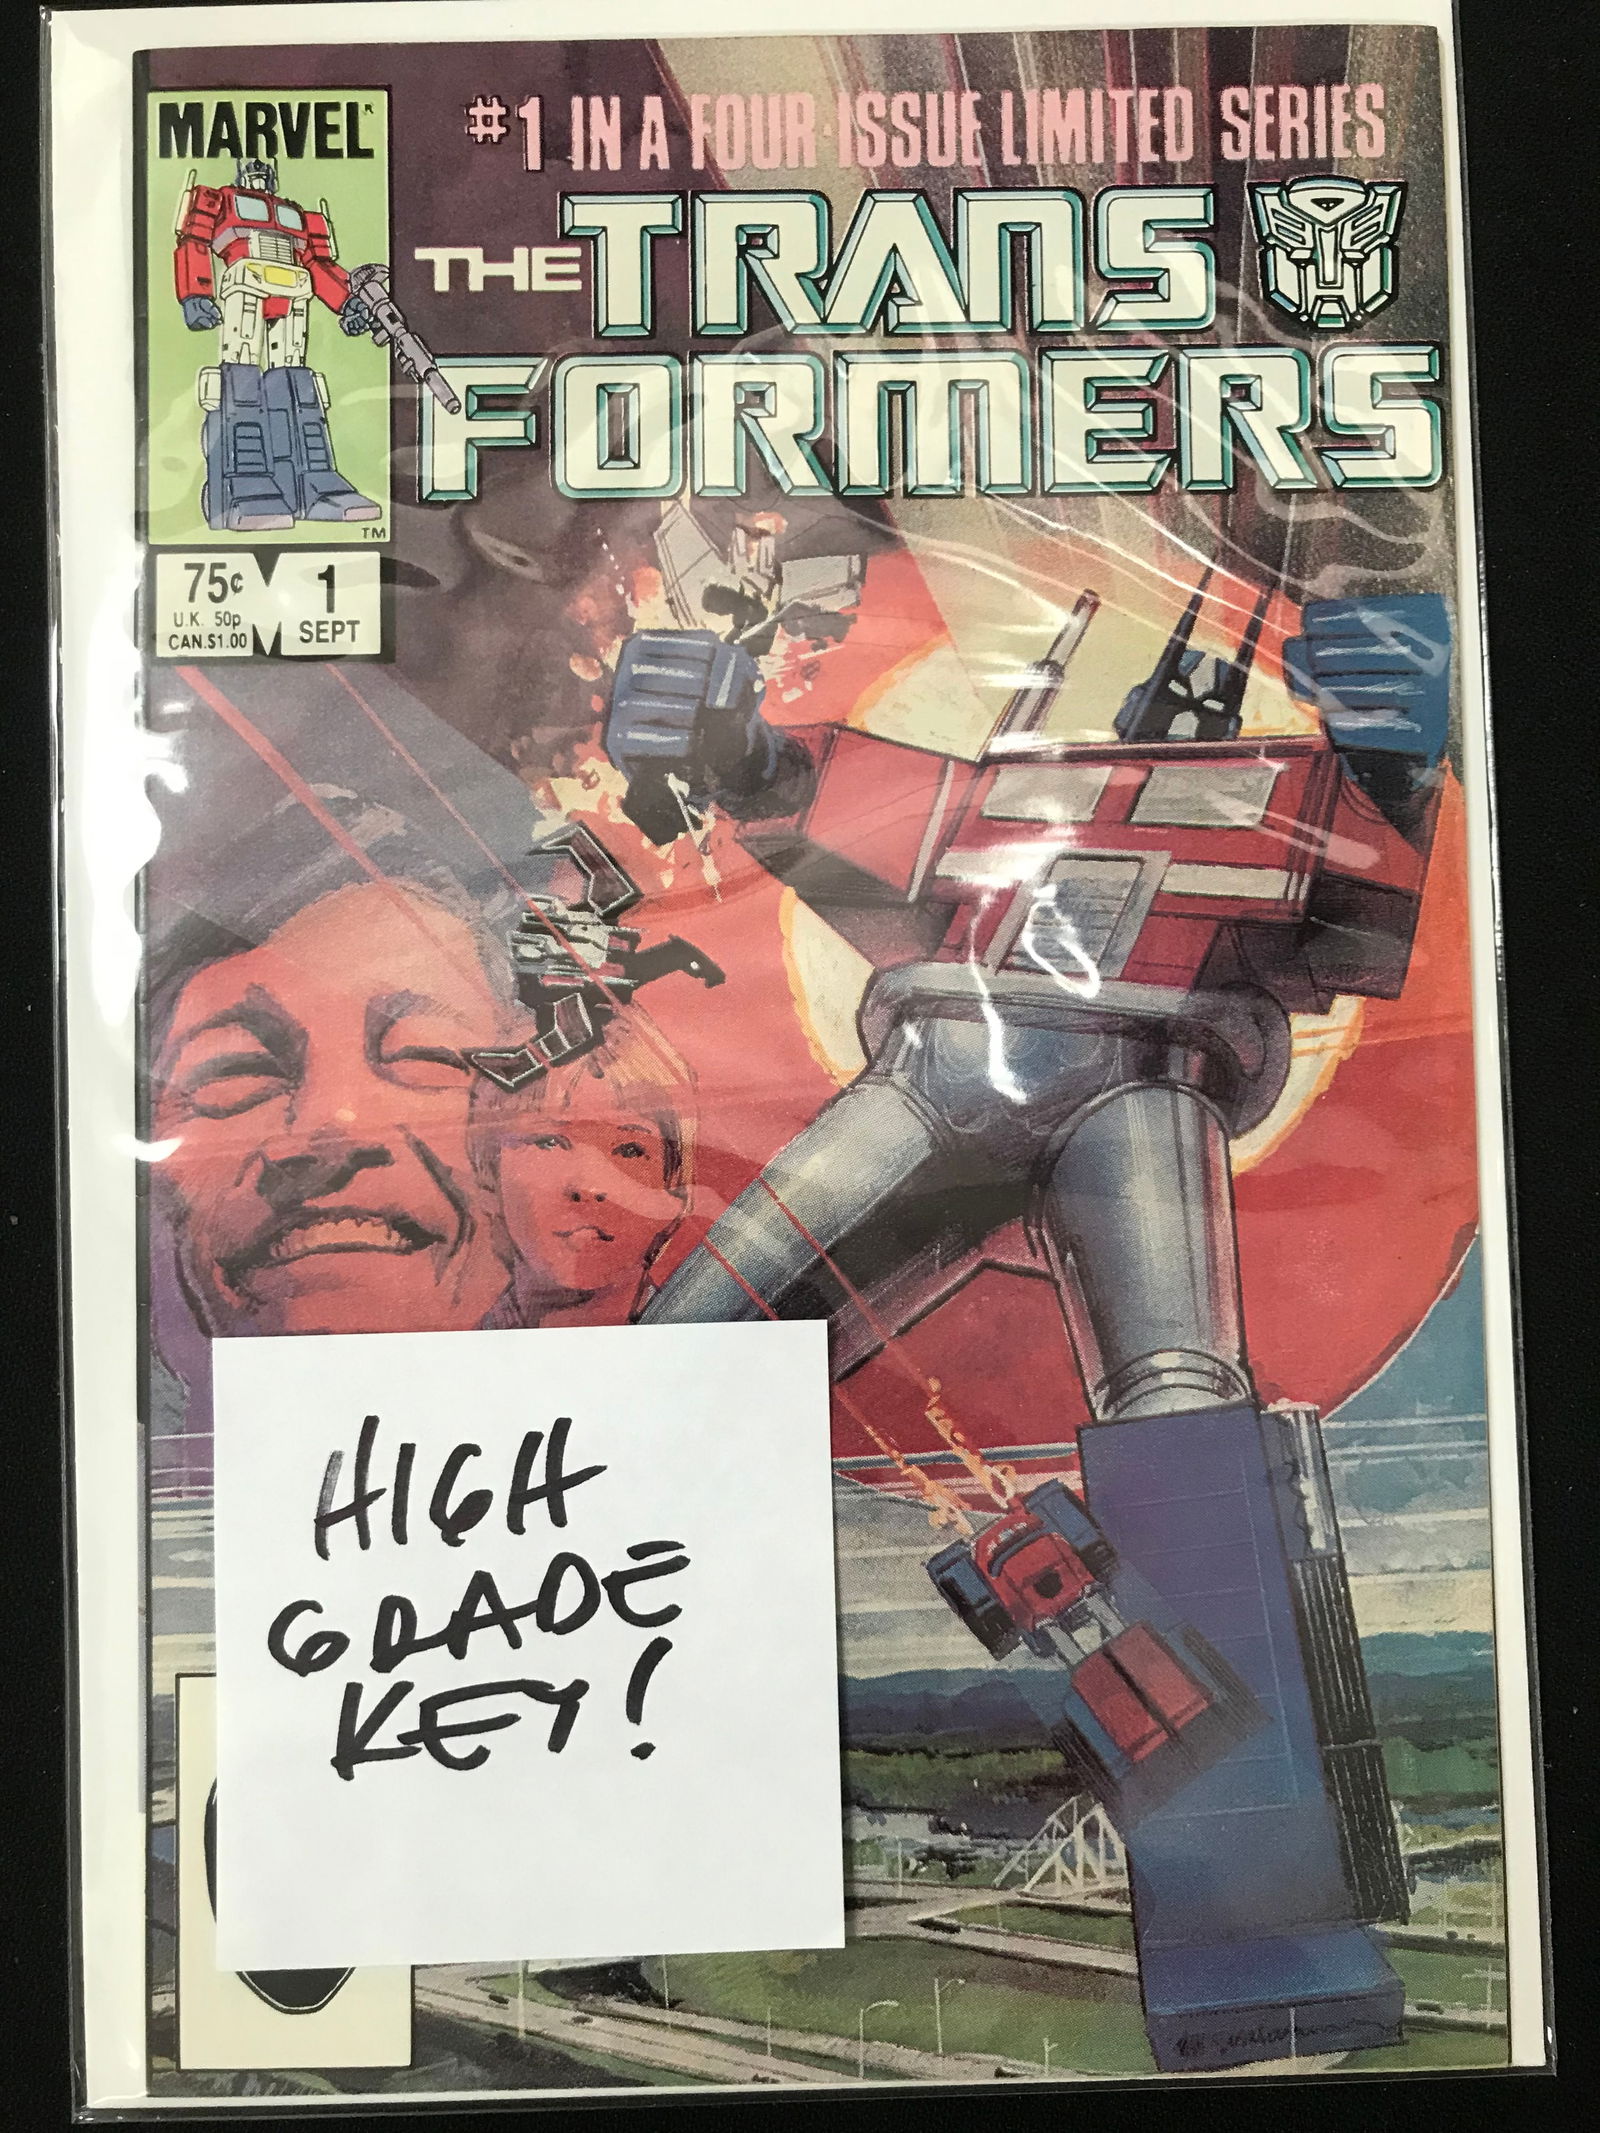 MARVEL R
#1 IN A FOUR-ISSUE LIMITED SERIES
THE TRANS
FORMERS
TM
75¢
U.K. 50p
CAN.$1.00
1
SEPT
HIGH
GRADE
KEY!